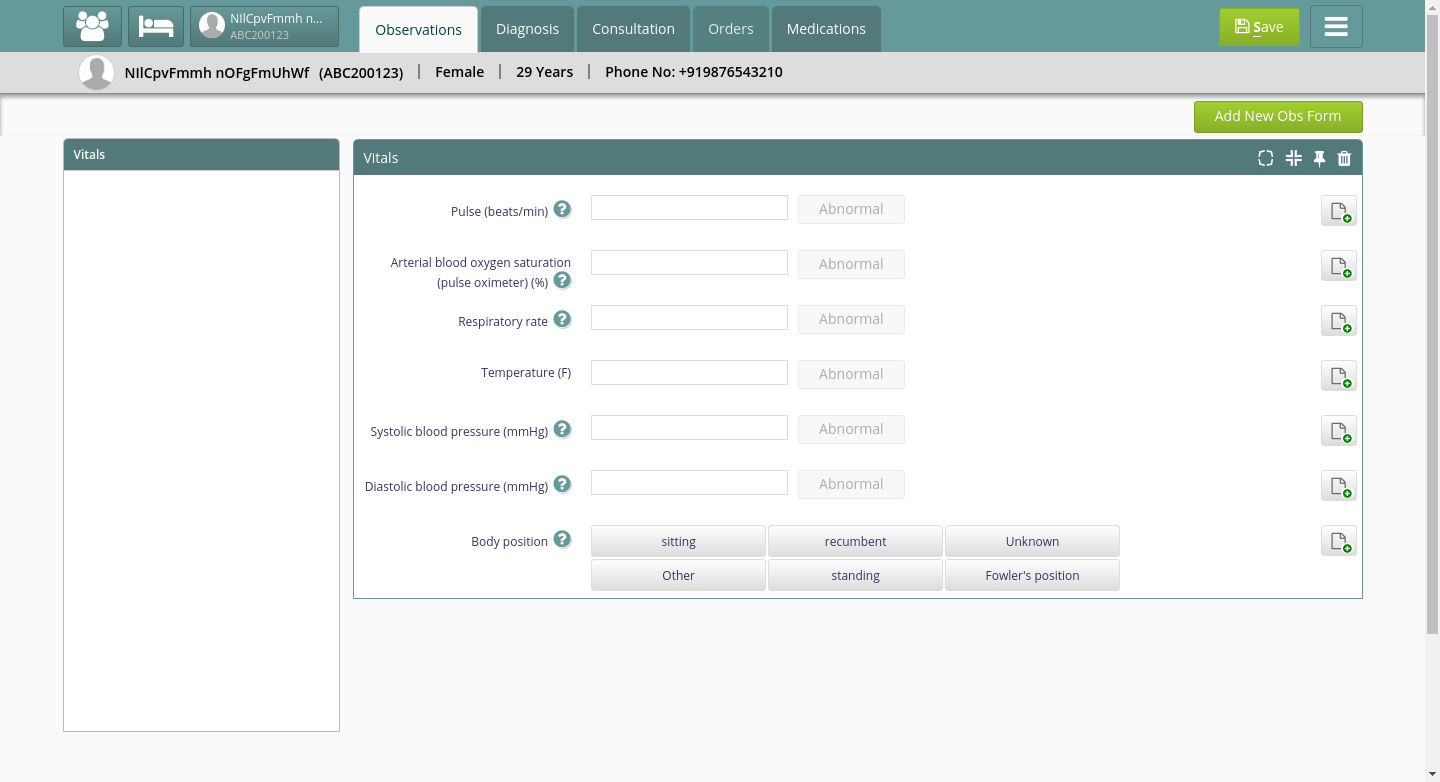 NIlCpvFmmh n...
ABC200123
Observations
Diagnosis
Consultation
Orders
Medications
Save
NIlCpvFmmh nOFgFmUhWf (ABC200123)
Female
29 Years
Phone No: +919876543210
Add New Obs Form
Vitals
Vitals
Pulse (beats/min) ?
Abnormal
Arterial blood oxygen saturation
(pulse oximeter) (%) ?
Abnormal
Respiratory rate ?
Abnormal
Temperature (F)
Abnormal
Systolic blood pressure (mmHg) ?
Abnormal
Diastolic blood pressure (mmHg) ?
Abnormal
Body position ?
sitting
recumbent
Unknown
Other
standing
Fowler's position